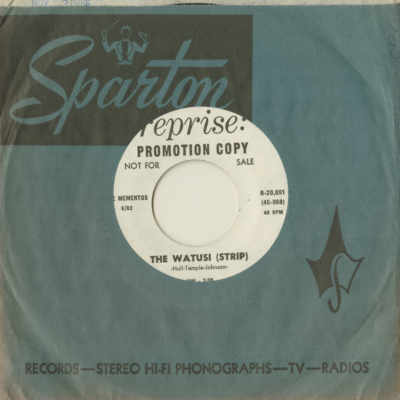 Sparton
reprise:
PROMOTION COPY
NOT FOR SALE
MEMENTOS
6/62
R-20,091
(45-908)
45 RPM
THE WATUSI (STRIP)
-Hall-Temple-Johnson-
RECORDS—STEREO HI-FI PHONOGRAPHS—TV—RADIOS